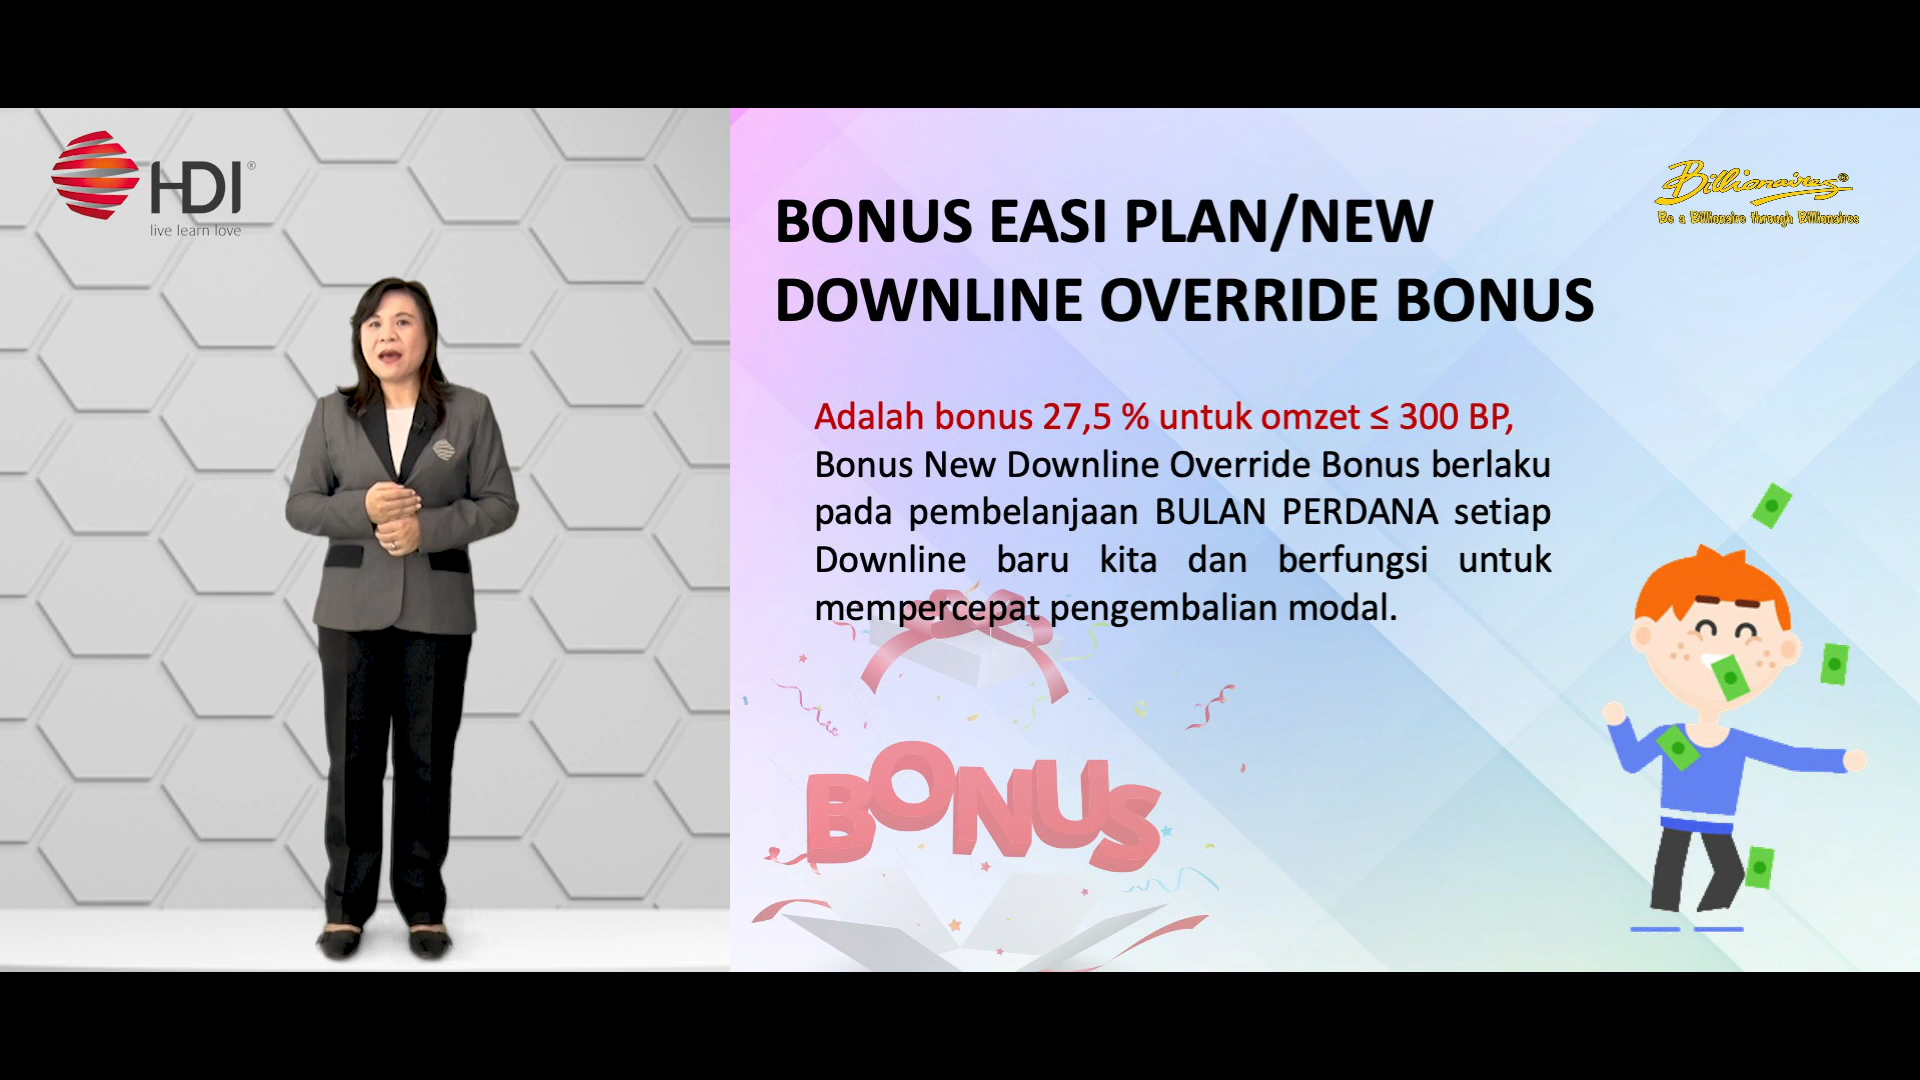 HDI®
live learn love
Billionaires®
Be a Billionaire through Billionaires
BONUS EASI PLAN/NEW
DOWNLINE OVERRIDE BONUS
Adalah bonus 27,5 % untuk omzet ≤ 300 BP,
Bonus New Downline Override Bonus berlaku
pada pembelanjaan BULAN PERDANA setiap
Downline baru kita dan berfungsi untuk
mempercepat pengembalian modal.
BONUS